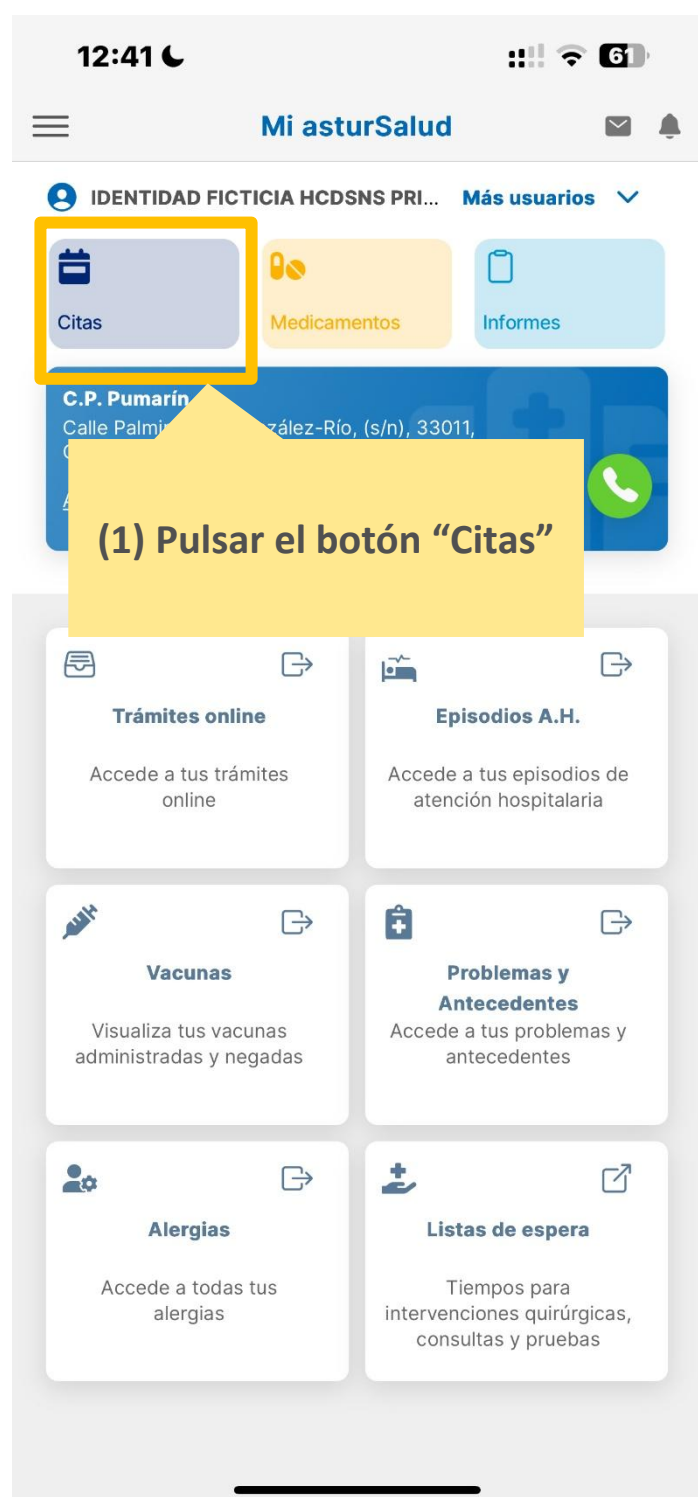 12:41
61
Mi asturSalud
IDENTIDAD FICTICIA HCDSNS PRI... Más usuarios
Citas
Medicamentos
Informes
C.P. Pumarín
Calle zález-Río, (s/n), 33011,
(1) Pulsar el botón “Citas”
Trámites online
Accede a tus trámites
online
Episodios A.H.
Accede a tus episodios de
atención hospitalaria
Vacunas
Visualiza tus vacunas
administradas y negadas
Problemas y
Antecedentes
Accede a tus problemas y
antecedentes
Alergias
Accede a todas tus
alergias
Listas de espera
Tiempos para
intervenciones quirúrgicas,
consultas y pruebas